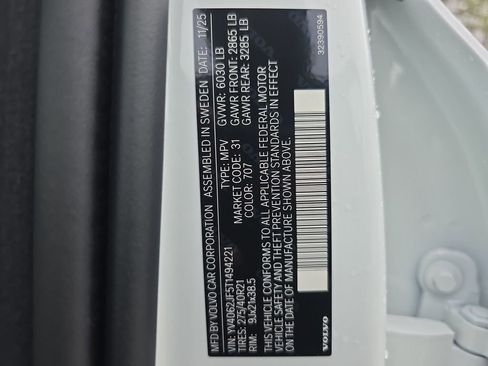 MFD BY VOLVO CAR CORPORATION ASSEMBLED IN SWEDEN DATE: 11/25
VIN: YV4062JF5T1494221 GVWR: 6030 LB
TIRES: 275/40R21 TYPE: MPV GAWR FRONT: 2865 LB
RIM: 9Jx21x38.5 MARKET CODE: 31 GAWR REAR: 3285 LB
COLOR: 707
THIS VEHICLE CONFORMS TO ALL APPLICABLE FEDERAL MOTOR
VEHICLE SAFETY AND THEFT PREVENTION STANDARDS IN EFFECT
ON THE DATE OF MANUFACTURE SHOWN ABOVE.
VOLVO
32390594